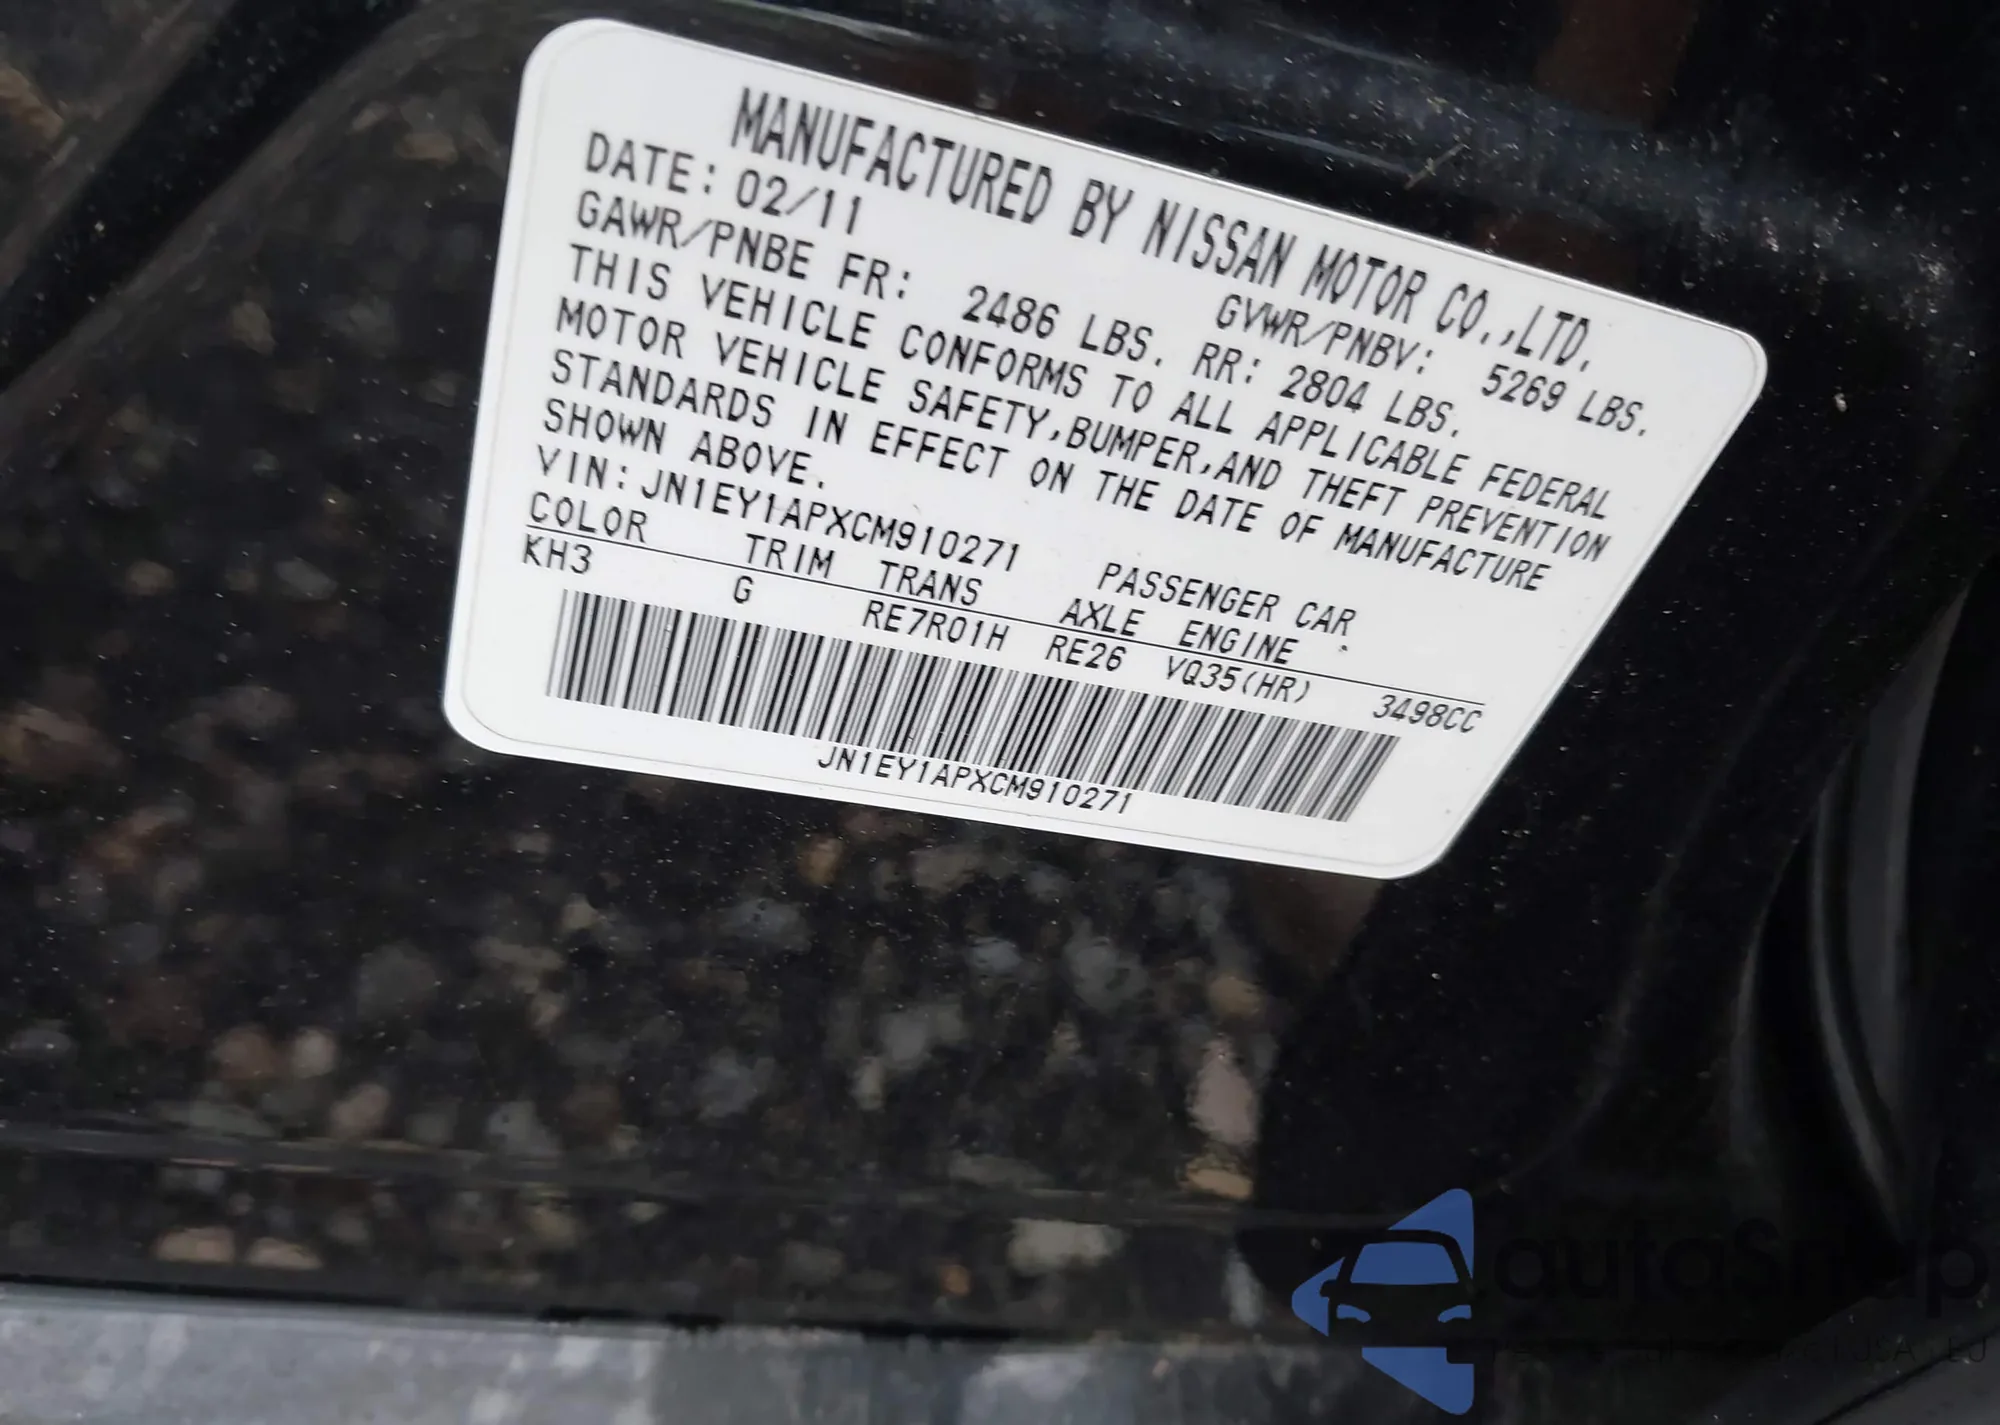 MANUFACTURED BY NISSAN MOTOR CO.,LTD.
DATE: 02/11 GVWR/PNBV: 5269 LBS.
GAWR/PNBE FR: 2486 LBS. RR: 2804 LBS.
THIS VEHICLE CONFORMS TO ALL APPLICABLE FEDERAL
MOTOR VEHICLE SAFETY,BUMPER,AND THEFT PREVENTION
STANDARDS IN EFFECT ON THE DATE OF MANUFACTURE
SHOWN ABOVE.
VIN:JN1EY1APXCM910271 PASSENGER CAR
COLOR TRIM TRANS AXLE ENGINE
KH3 G RE7R01H RE26 VQ35(HR) 3498CC
JN1EY1APXCM910271
autoSnap